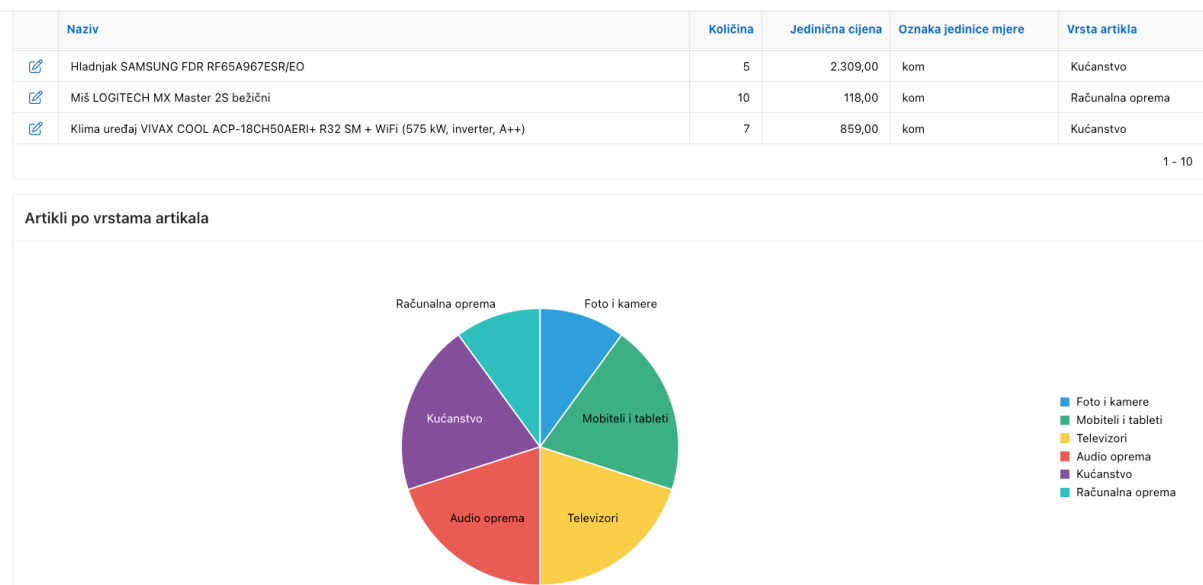 Naziv Količina Jedinična cijena Oznaka jedinice mjere Vrsta artikla
Hladnjak SAMSUNG FDR RF65A967ESR/EO 5 2.309,00 kom Kućanstvo
Miš LOGITECH MX Master 2S bežični 10 118,00 kom Računalna oprema
Klima uređaj VIVAX COOL ACP-18CH50AERI+ R32 SM + WiFi (575 kW, inverter, A++) 7 859,00 kom Kućanstvo
1 - 10
Artikli po vrstama artikala
Računalna oprema
Foto i kamere
Kućanstvo
Mobiteli i tableti
Audio oprema
Televizori
Foto i kamere
Mobiteli i tableti
Televizori
Audio oprema
Kućanstvo
Računalna oprema